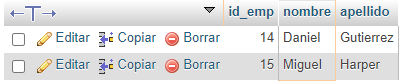 id_emp nombre apellido
Editar Copiar Borrar 14 Daniel Gutierrez
Editar Copiar Borrar 15 Miguel Harper